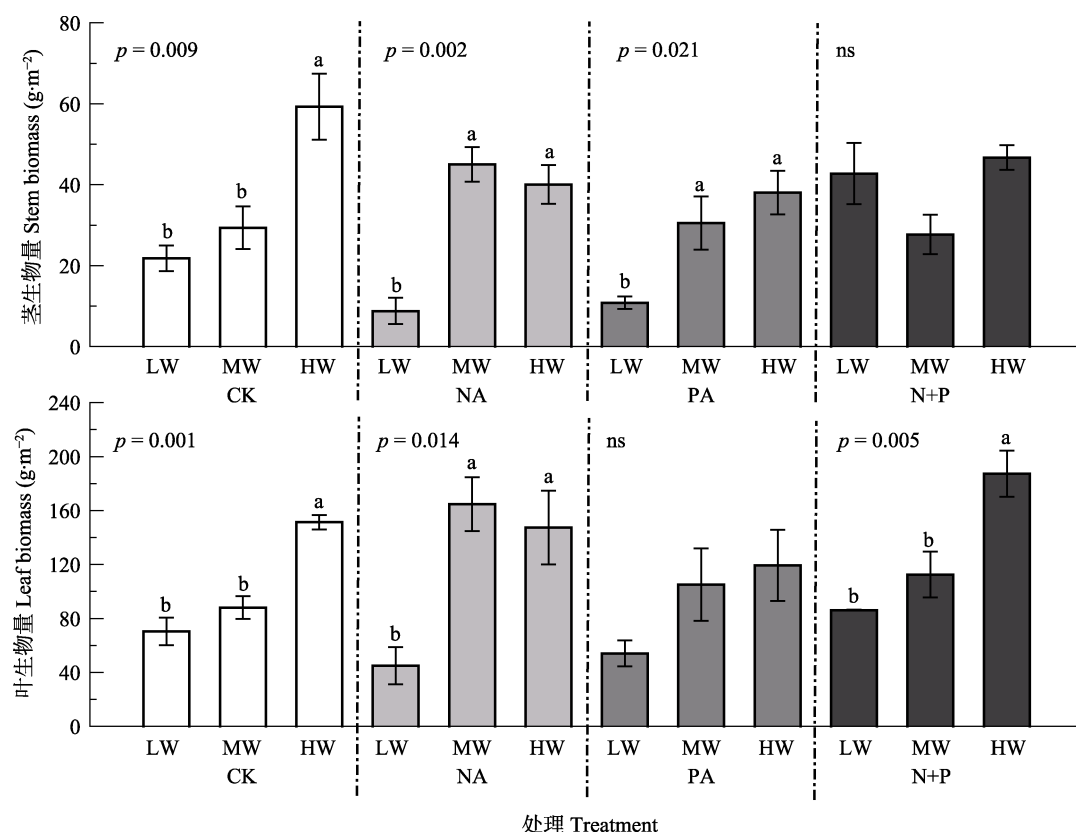 茎生物量 Stem biomass (g·m⁻²)
80
60
40
20
0
p = 0.009
p = 0.002
p = 0.021
ns
b
b
a
b
a
a
b
a
a
LW
MW
HW
LW
MW
HW
LW
MW
HW
LW
MW
HW
CK
NA
PA
N+P
叶生物量 Leaf biomass (g·m⁻²)
240
200
160
120
80
40
0
p = 0.001
p = 0.014
ns
p = 0.005
b
b
a
b
a
a
b
b
a
LW
MW
HW
LW
MW
HW
LW
MW
HW
LW
MW
HW
CK
NA
PA
N+P
处理 Treatment